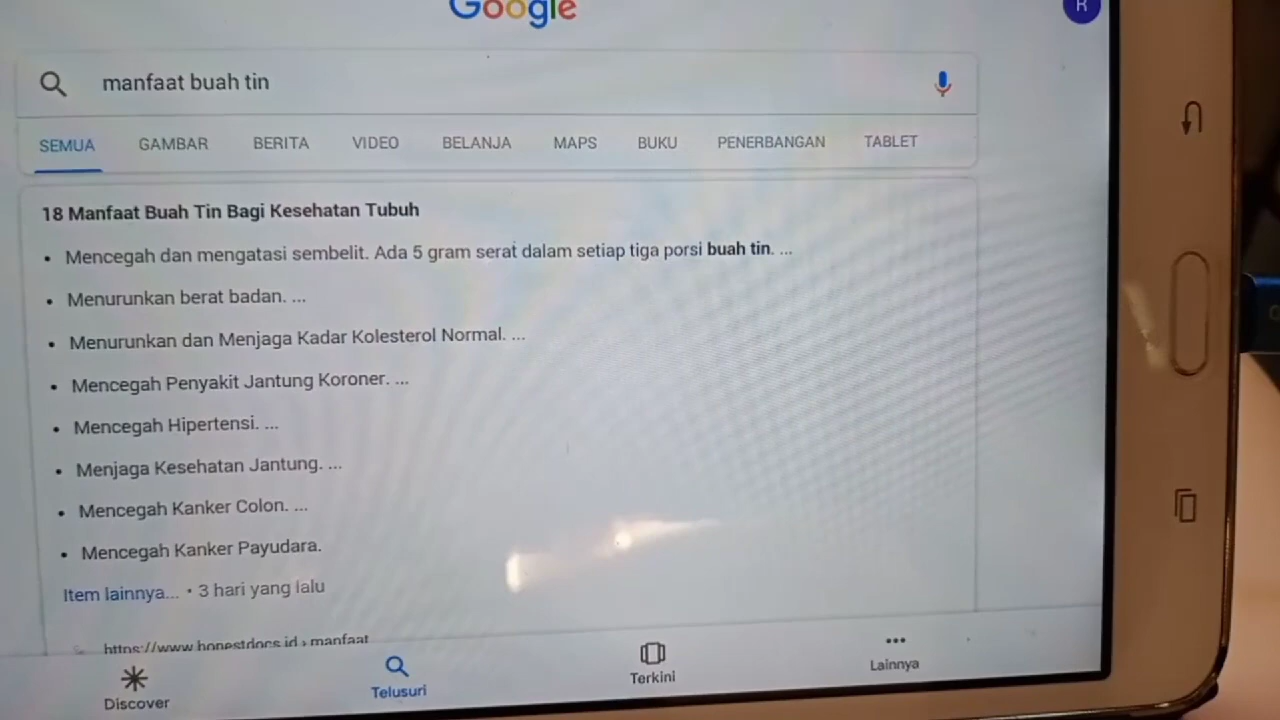 Google
R
manfaat buah tin
SEMUA GAMBAR BERITA VIDEO BELANJA MAPS BUKU PENERBANGAN TABLET
18 Manfaat Buah Tin Bagi Kesehatan Tubuh
• Mencegah dan mengatasi sembelit. Ada 5 gram serat dalam setiap tiga porsi buah tin. ...
• Menurunkan berat badan. ...
• Menurunkan dan Menjaga Kadar Kolesterol Normal. ...
• Mencegah Penyakit Jantung Koroner. ...
• Mencegah Hipertensi. ...
• Menjaga Kesehatan Jantung. ...
• Mencegah Kanker Colon. ...
• Mencegah Kanker Payudara.
Item lainnya... • 3 hari yang lalu
https://www.honestdocs.id › manfaat
Discover Telusuri Terkini Lainnya